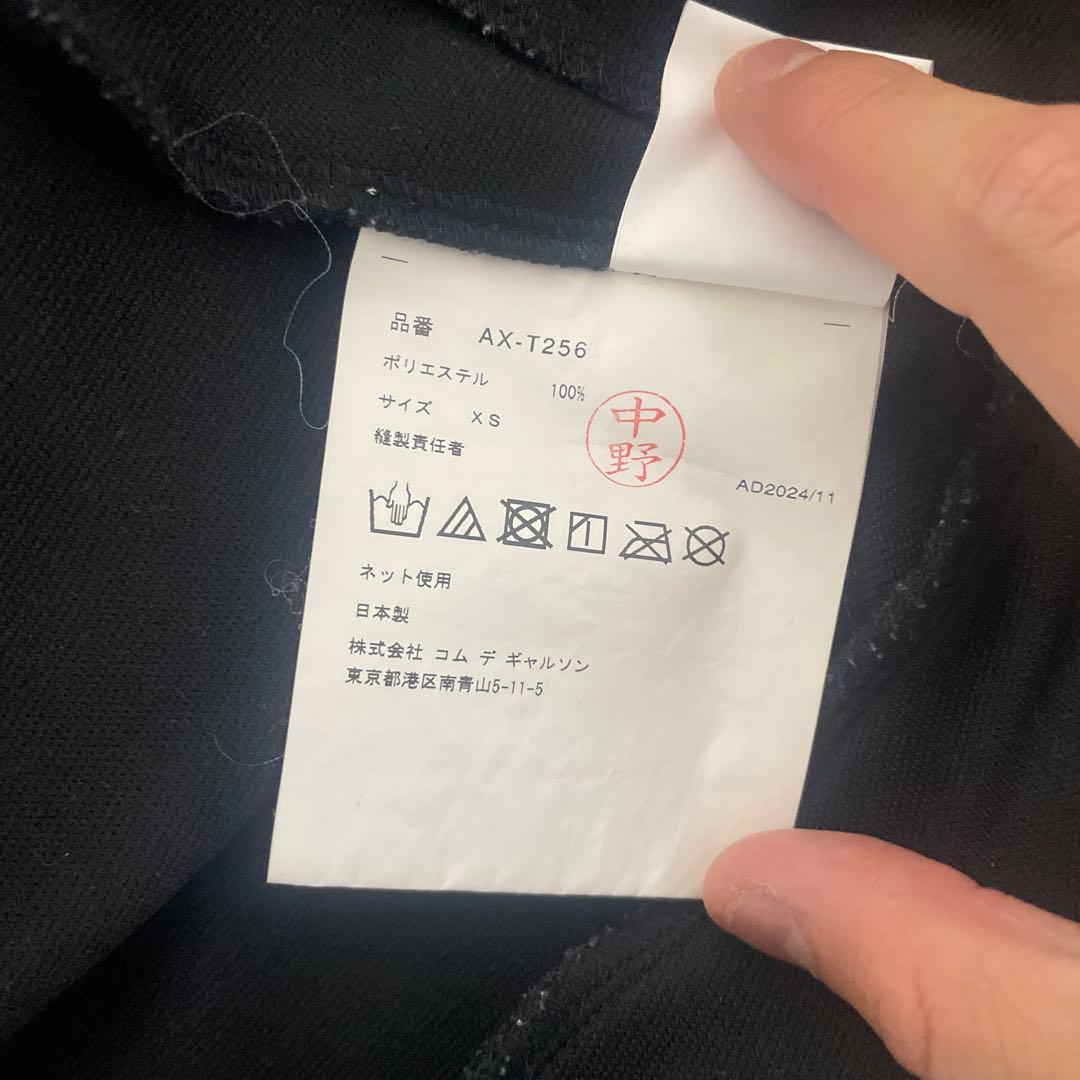 品番 AX-T256
ポリエステル 100%
サイズ XS
縫製責任者
中野
AD2024/11
ネット使用
日本製
株式会社 コム デ ギャルソン
東京都港区南青山5-11-5